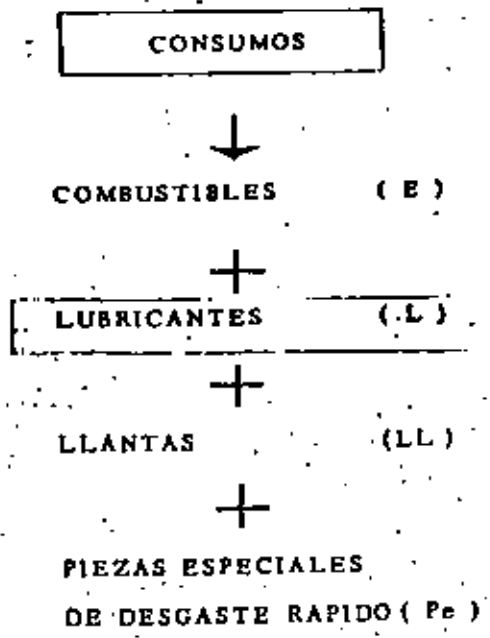 CONSUMOS
COMBUSTIBLES ( E )
+
LUBRICANTES ( L )
+
LLANTAS (LL)
+
PIEZAS ESPECIALES
DE DESGASTE RAPIDO ( Pe )